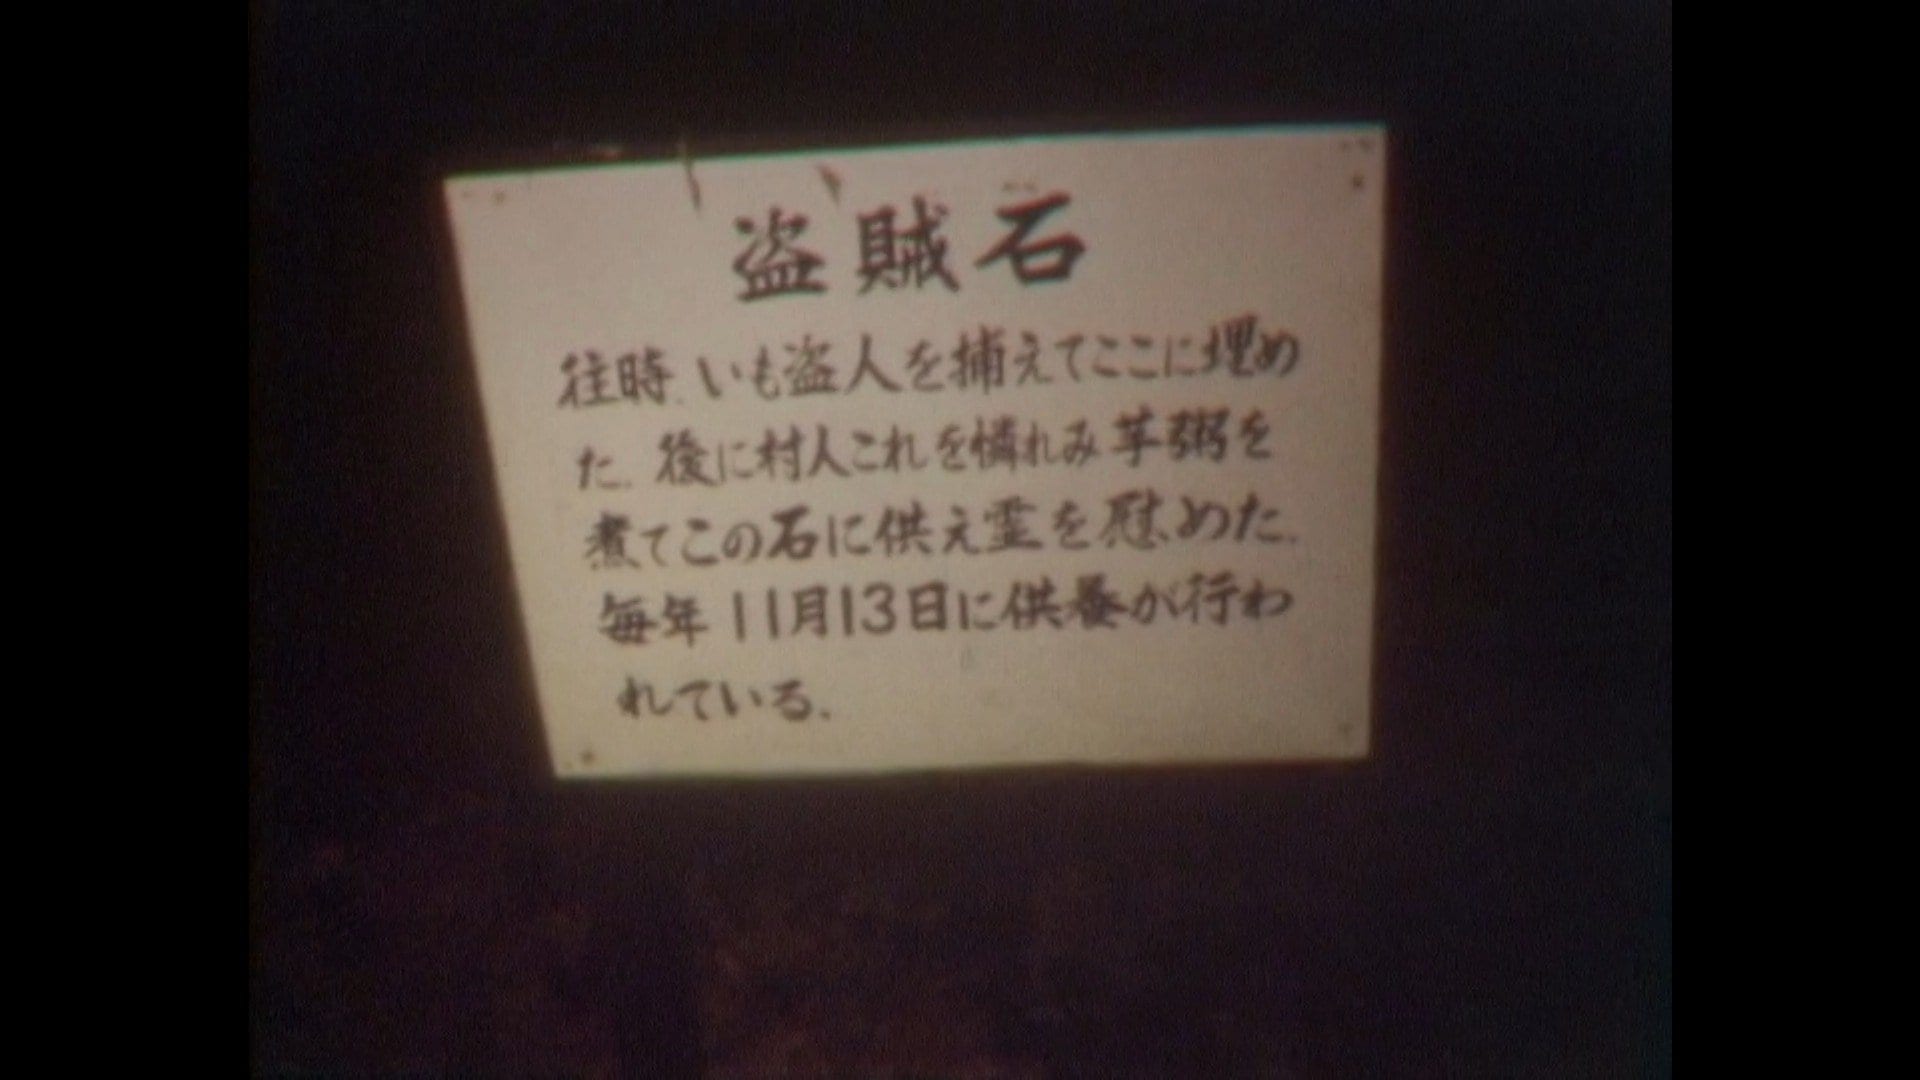 盗賊石
往時、いも盗人を捕えてここに埋め
た。後に村人これを憐れみ芋粥を
煮てこの石に供え霊を慰めた。
毎年11月13日に供養が行わ
れている。